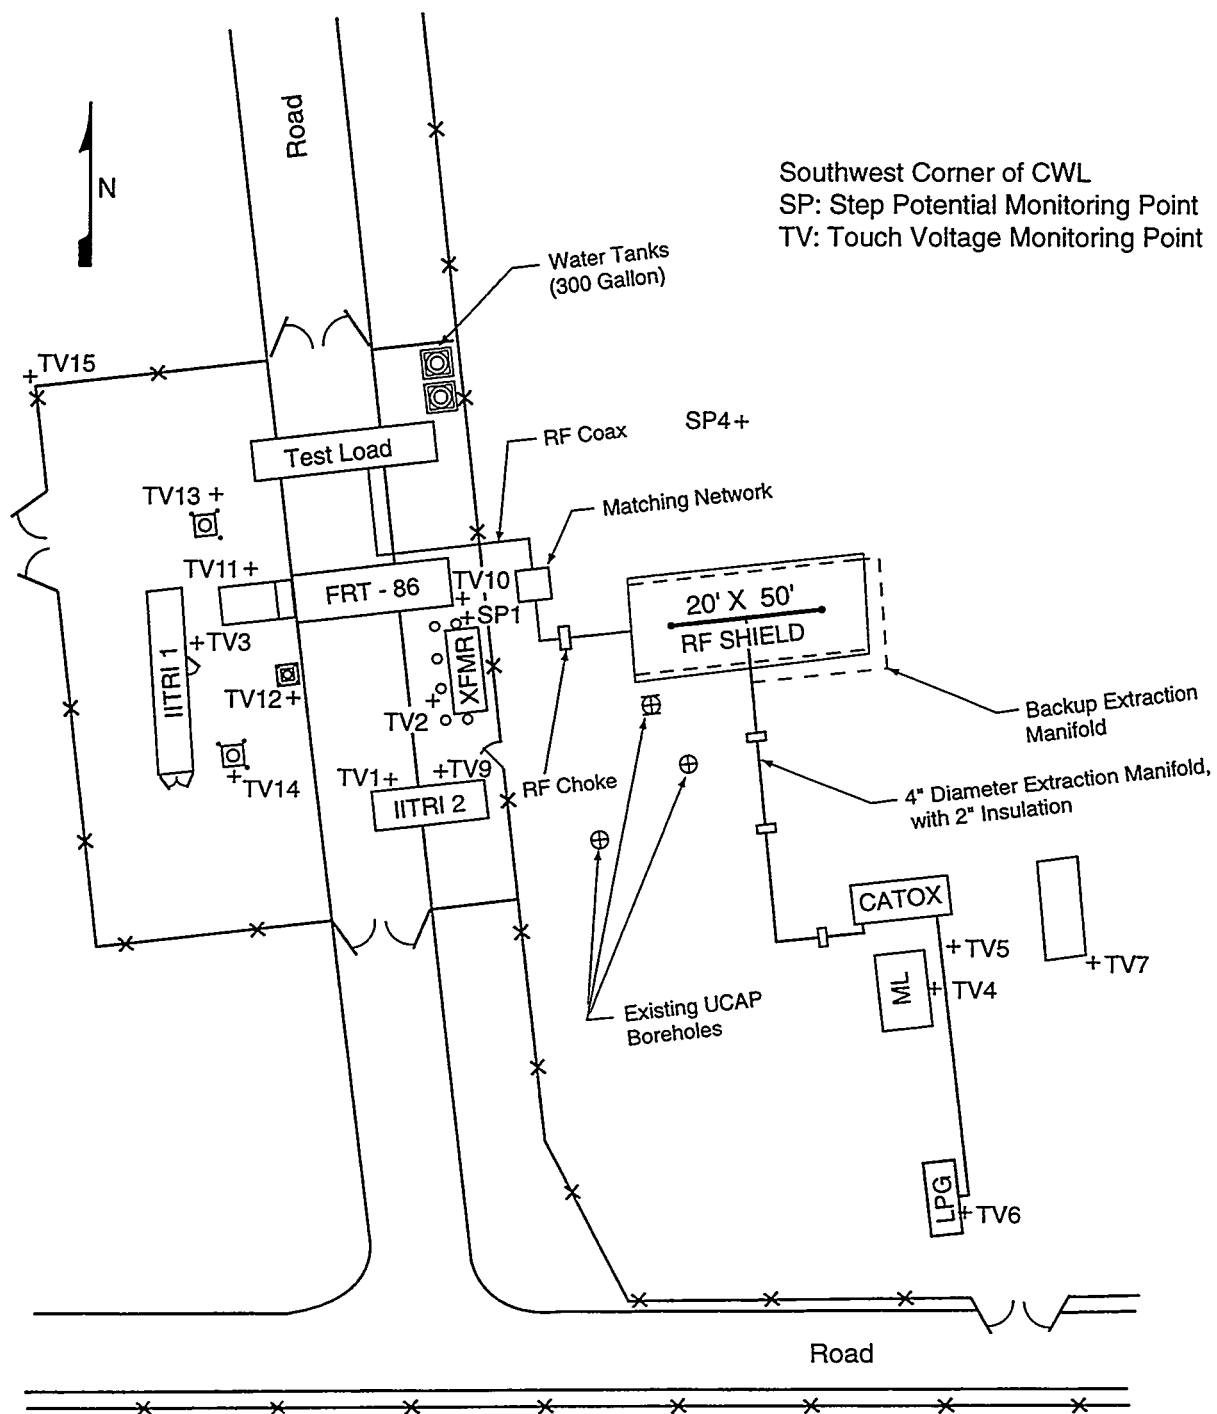 Road
N
Southwest Corner of CWL
SP: Step Potential Monitoring Point
TV: Touch Voltage Monitoring Point
Water Tanks
(300 Gallon)
TV15
RF Coax
SP4
Test Load
Matching Network
TV13
TV11
FRT - 86
TV10
SP1
20' X 50'
RF SHIELD
TV3
IITRI 1
XFMR
TV12
TV2
Backup Extraction
Manifold
TV1
TV9
RF Choke
TV14
IITRI 2
4" Diameter Extraction Manifold,
with 2" Insulation
CATOX
TV5
TV7
ML
TV4
Existing UCAP
Boreholes
LPG
TV6
Road